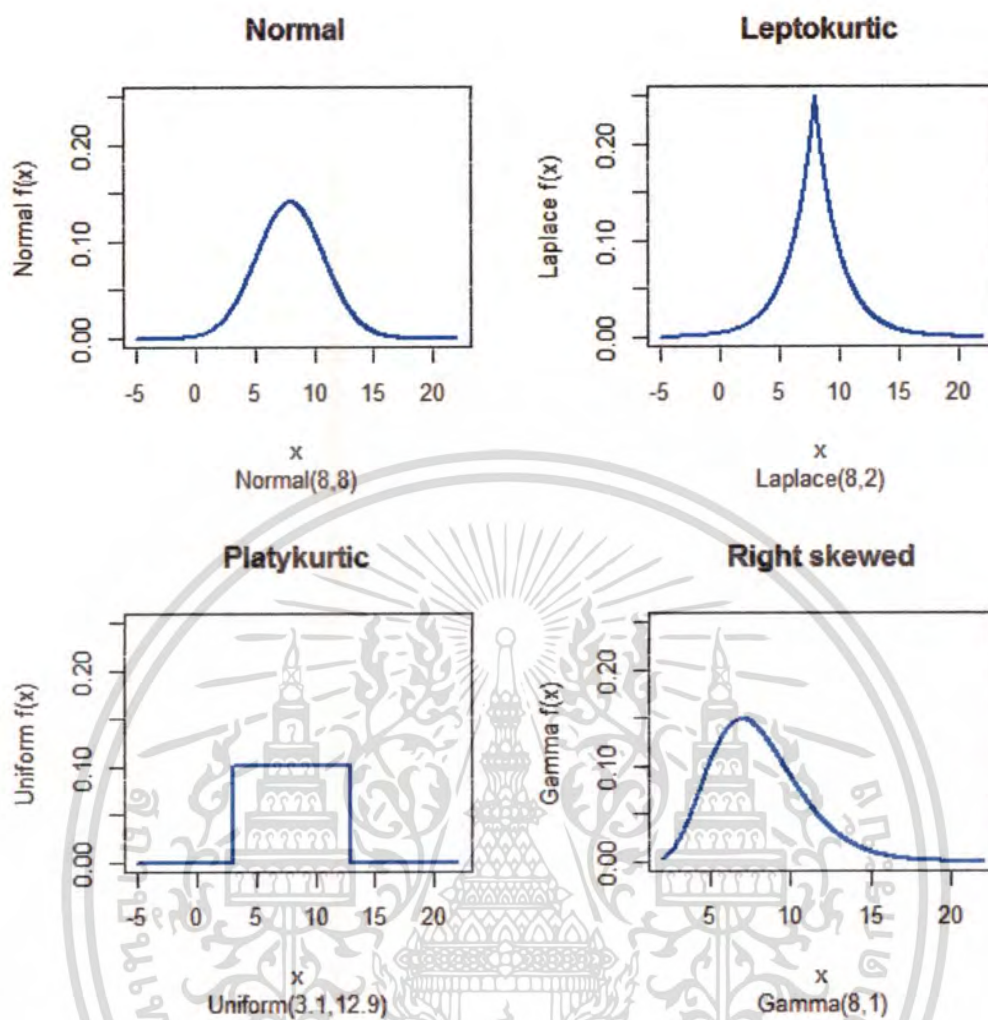 Normal
Normal f(x)
0.00 0.10 0.20
-5 0 5 10 15 20
x
Normal(8,8)
Leptokurtic
Laplace f(x)
0.00 0.10 0.20
-5 0 5 10 15 20
x
Laplace(8,2)
Platykurtic
Uniform f(x)
0.00 0.10 0.20
-5 0 5 10 15 20
x
Uniform(3.1,12.9)
Right skewed
Gamma f(x)
0.00 0.10 0.20
5 10 15 20
x
Gamma(8,1)